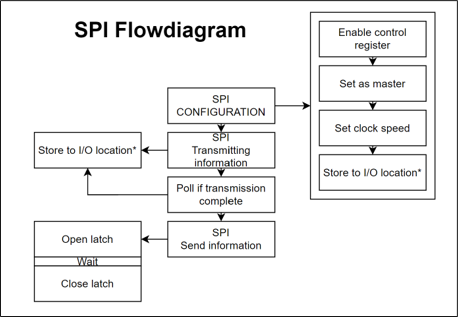 SPI Flowdiagram
Enable control
register
Set as master
Set clock speed
Store to I/O location*
SPI
CONFIGURATION
SPI
Transmitting
information
Store to I/O location*
Poll if transmission
complete
SPI
Send information
Open latch
Wait
Close latch